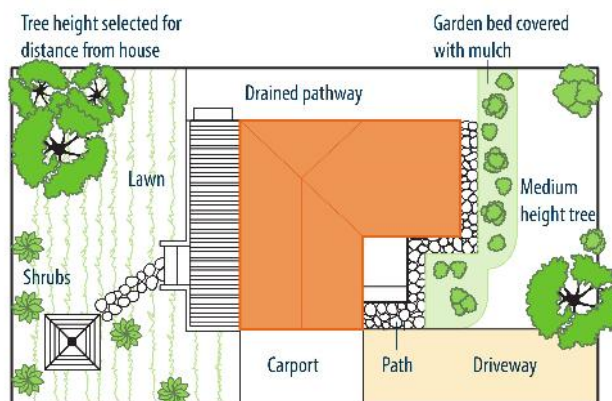 Tree height selected for
distance from house
Garden bed covered
with mulch
Drained pathway
Lawn
Medium
height tree
Shrubs
Carport
Path
Driveway